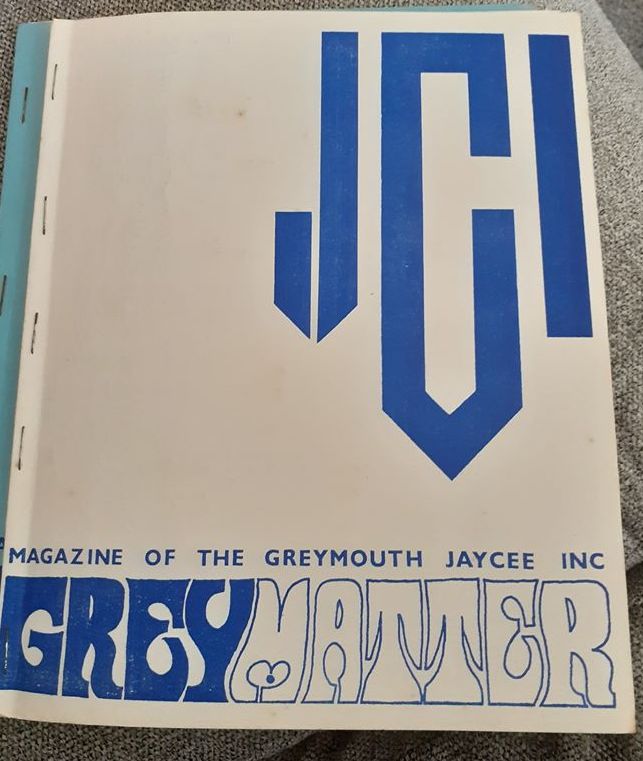 JCI
MAGAZINE OF THE GREYMOUTH JAYCEE INC
GREYMATTER